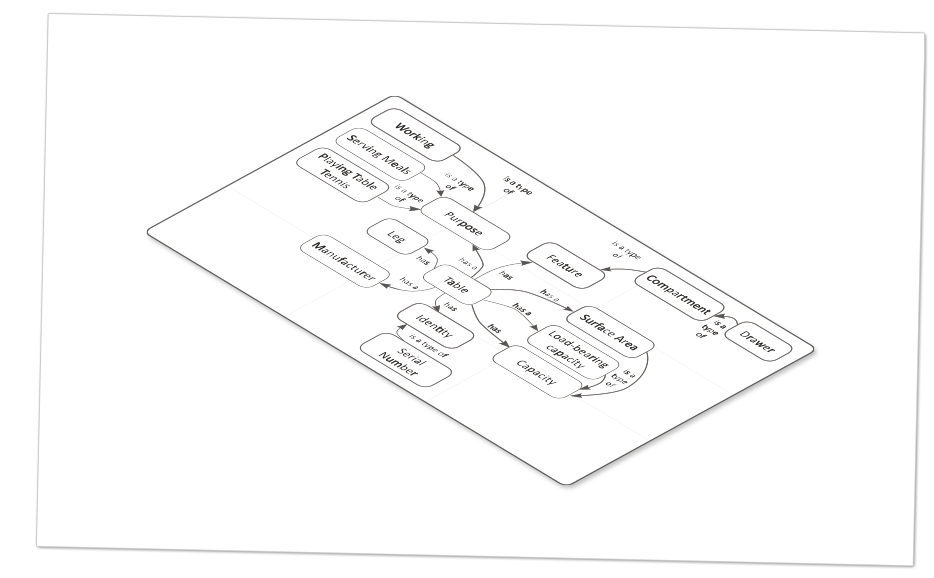 Working
Serving Meals
Playing Table
Tennis
is a type
of
is a type
of
is a type
of
Purpose
Leg
Manufacturer
has
has a
has a
Table
has
Feature
is a type
of
Compartment
is a
type
of
Drawer
has a
Surface Area
has a
Load-bearing
capacity
has
Capacity
is a
type
of
has
Identity
is a type of
Serial
Number